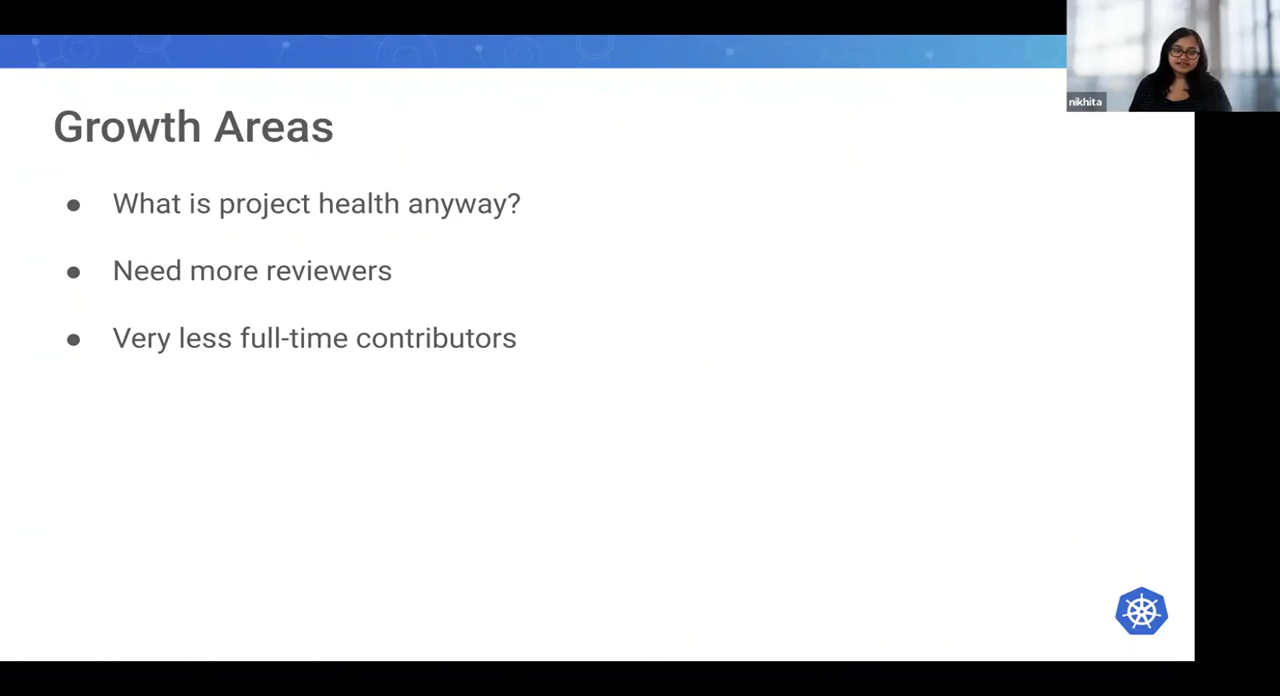 nikhita
Growth Areas
● What is project health anyway?
● Need more reviewers
● Very less full-time contributors